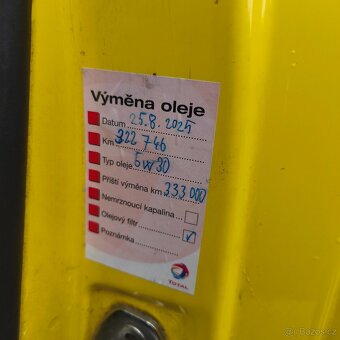 Výměna oleje
Datum 25.8.2025
Km 322 746
Typ oleje 5W30
Příští výměna km 333 000
Nemrznoucí kapalina
Olejový filtr
Poznámka
TOTAL
© Bazos.cz